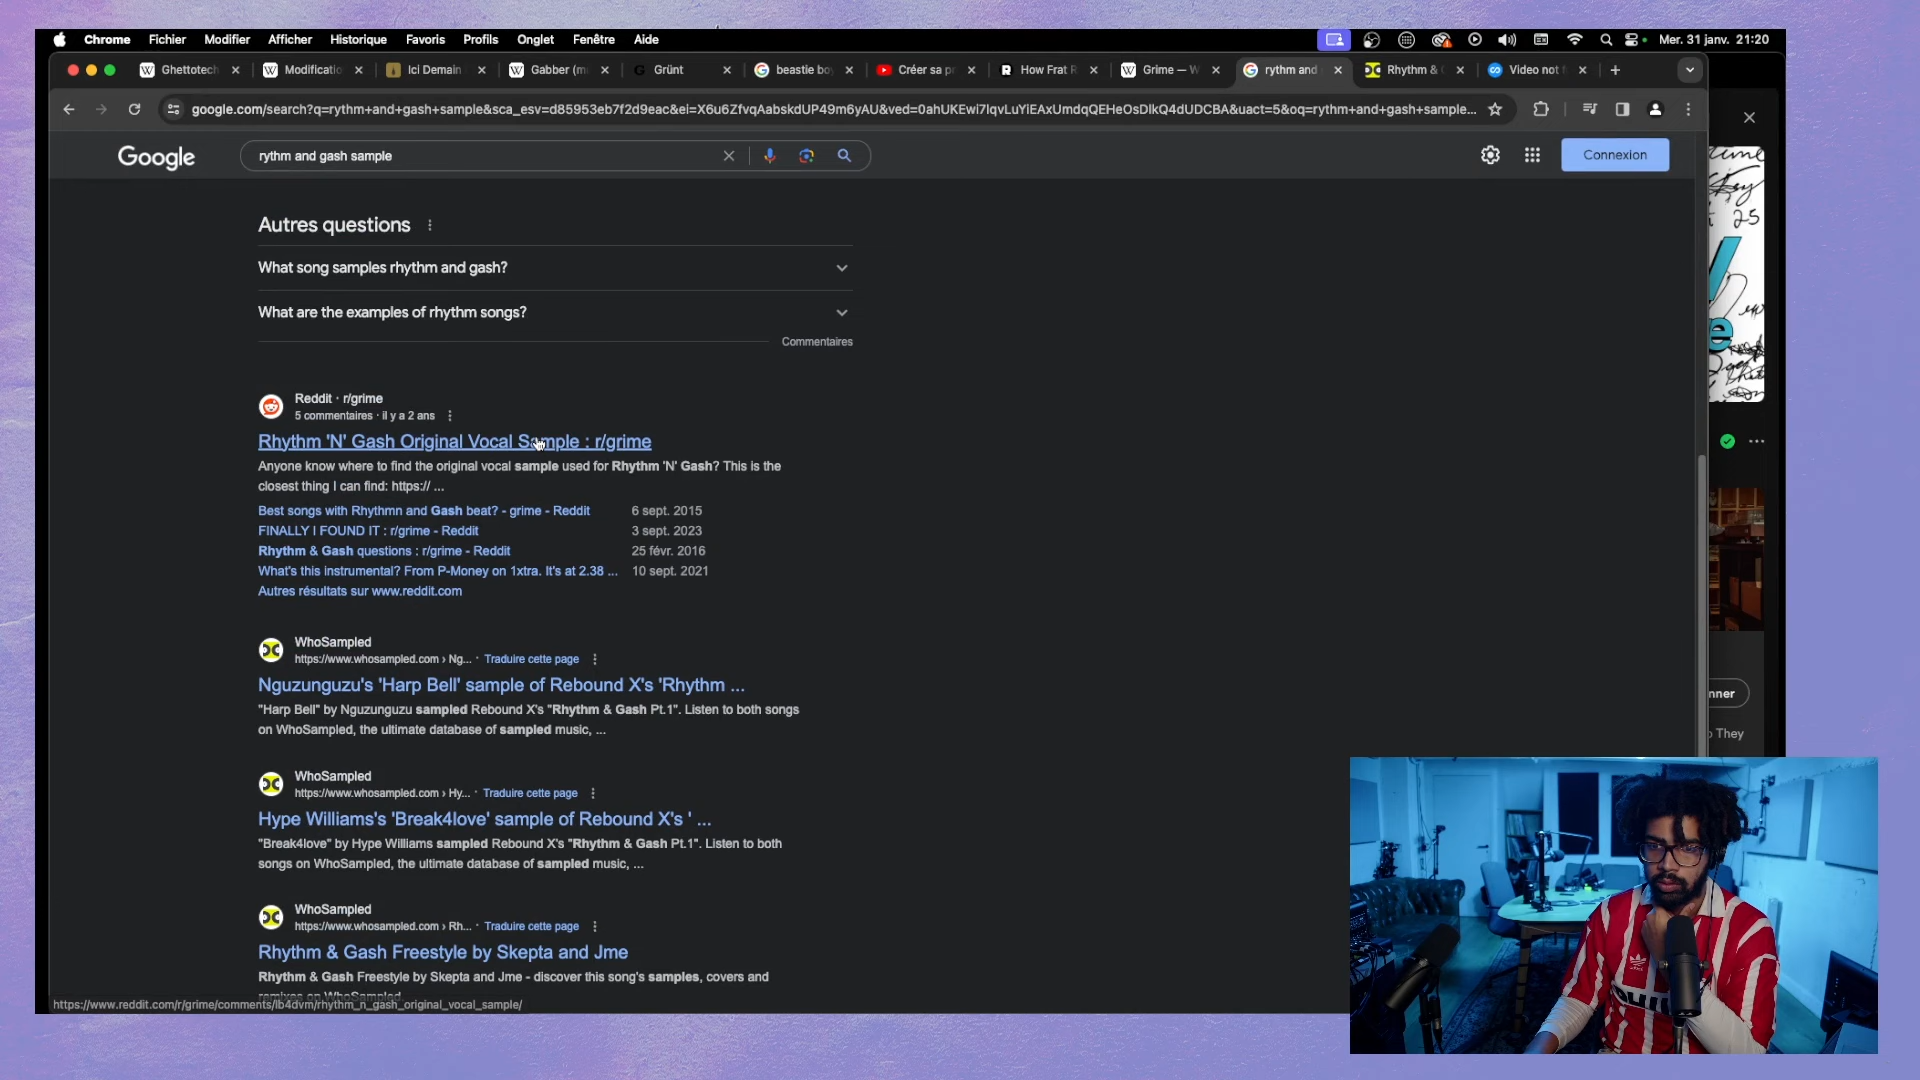 Chrome Fichier Modifier Afficher Historique Favoris Profils Onglet Fenêtre Aide Mer. 31 janv. 21:20
Ghettotech Modificatio Ici Demain Gabber (m Grünt beastie bo Créer sa p How Frat R Grime — W rythm and Rhythm & Video not
google.com/search?q=rythm+and+gash+sample&sca_esv=d85953eb7f2d9eac&ei=X6u6ZfvqAabskdUP49m6yAU&ved=0ahUKEwi7lqvLuYiEAxUmdqQEHeOsDlkQ4dUDCBA&uact=5&oq=rythm+and+gash+sample...
Google rythm and gash sample Connexion
Autres questions
What song samples rhythm and gash?
What are the examples of rhythm songs?
Commentaires
Reddit · r/grime
5 commentaires · il y a 2 ans
Rhythm 'N' Gash Original Vocal Sample : r/grime
Anyone know where to find the original vocal sample used for Rhythm 'N' Gash? This is the
closest thing I can find: https:// ...
Best songs with Rhythmn and Gash beat? - grime - Reddit 6 sept. 2015
FINALLY I FOUND IT : r/grime - Reddit 3 sept. 2023
Rhythm & Gash questions : r/grime - Reddit 25 févr. 2016
What's this instrumental? From P-Money on 1xtra. It's at 2.38 ... 10 sept. 2021
Autres résultats sur www.reddit.com
WhoSampled
https://www.whosampled.com › Ng... · Traduire cette page
Nguzunguzu's 'Harp Bell' sample of Rebound X's 'Rhythm ...
"Harp Bell" by Nguzunguzu sampled Rebound X's "Rhythm & Gash Pt.1". Listen to both songs
on WhoSampled, the ultimate database of sampled music, ...
nner
They
WhoSampled
https://www.whosampled.com › Hy... · Traduire cette page
Hype Williams's 'Break4love' sample of Rebound X's ' ...
"Break4love" by Hype Williams sampled Rebound X's "Rhythm & Gash Pt.1". Listen to both
songs on WhoSampled, the ultimate database of sampled music, ...
WhoSampled
https://www.whosampled.com › Rh... · Traduire cette page
Rhythm & Gash Freestyle by Skepta and Jme
Rhythm & Gash Freestyle by Skepta and Jme - discover this song's samples, covers and
remixes on WhoSampled.
https://www.reddit.com/r/grime/comments/lb4dvm/rhythm_n_gash_original_vocal_sample/